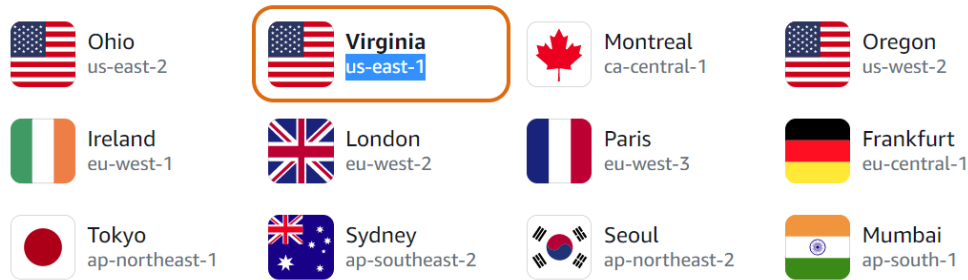 Ohio
us-east-2
Virginia
us-east-1
Montreal
ca-central-1
Oregon
us-west-2
Ireland
eu-west-1
London
eu-west-2
Paris
eu-west-3
Frankfurt
eu-central-1
Tokyo
ap-northeast-1
Sydney
ap-southeast-2
Seoul
ap-northeast-2
Mumbai
ap-south-1